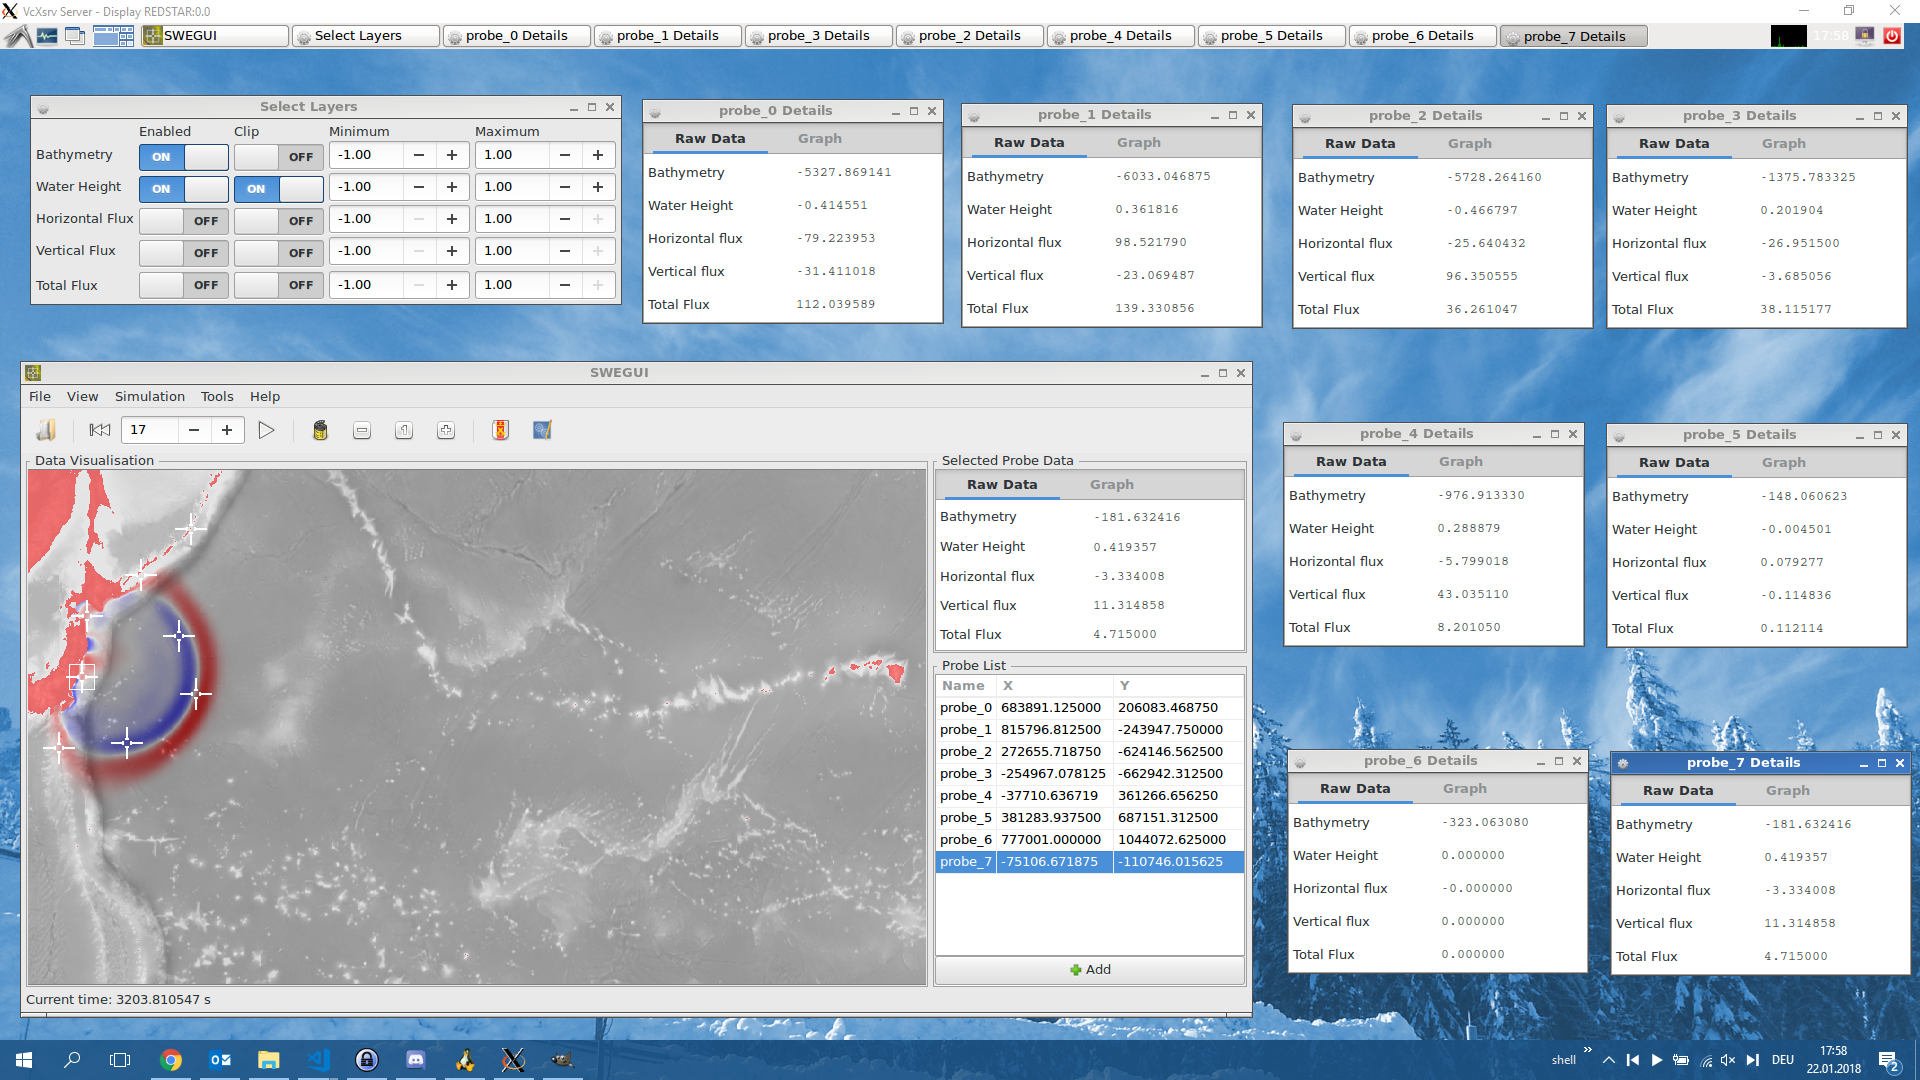 VcXsrv Server - Display REDSTAR:0.0
SWEGUI
Select Layers
probe_0 Details
probe_1 Details
probe_3 Details
probe_2 Details
probe_4 Details
probe_5 Details
probe_6 Details
probe_7 Details
17:58
Select Layers
Enabled Clip Minimum Maximum
Bathymetry ON OFF -1.00 1.00
Water Height ON ON -1.00 1.00
Horizontal Flux OFF OFF -1.00 1.00
Vertical Flux OFF OFF -1.00 1.00
Total Flux OFF OFF -1.00 1.00
probe_0 Details
Raw Data Graph
Bathymetry -5327.869141
Water Height -0.414551
Horizontal flux -79.223953
Vertical flux -31.411018
Total Flux 112.039589
probe_1 Details
Raw Data Graph
Bathymetry -6033.046875
Water Height 0.361816
Horizontal flux 98.521790
Vertical flux -23.069487
Total Flux 139.330856
probe_2 Details
Raw Data Graph
Bathymetry -5728.264160
Water Height -0.466797
Horizontal flux -25.640432
Vertical flux 96.350555
Total Flux 36.261047
probe_3 Details
Raw Data Graph
Bathymetry -1375.783325
Water Height 0.201904
Horizontal flux -26.951500
Vertical flux -3.685056
Total Flux 38.115177
SWEGUI
File View Simulation Tools Help
17
1
Data Visualisation
Selected Probe Data
Raw Data Graph
Bathymetry -181.632416
Water Height 0.419357
Horizontal flux -3.334008
Vertical flux 11.314858
Total Flux 4.715000
Probe List
Name X Y
probe_0 683891.125000 206083.468750
probe_1 815796.812500 -243947.750000
probe_2 272655.718750 -624146.562500
probe_3 -254967.078125 -662942.312500
probe_4 -37710.636719 361266.656250
probe_5 381283.937500 687151.312500
probe_6 777001.000000 1044072.625000
probe_7 -75106.671875 -110746.015625
Add
Current time: 3203.810547 s
probe_4 Details
Raw Data Graph
Bathymetry -976.913330
Water Height 0.288879
Horizontal flux -5.799018
Vertical flux 43.035110
Total Flux 8.201050
probe_5 Details
Raw Data Graph
Bathymetry -148.060623
Water Height -0.004501
Horizontal flux 0.079277
Vertical flux -0.114836
Total Flux 0.112114
probe_6 Details
Raw Data Graph
Bathymetry -323.063080
Water Height 0.000000
Horizontal flux -0.000000
Vertical flux 0.000000
Total Flux 0.000000
probe_7 Details
Raw Data Graph
Bathymetry -181.632416
Water Height 0.419357
Horizontal flux -3.334008
Vertical flux 11.314858
Total Flux 4.715000
shell
DEU
17:58
22.01.2018
2